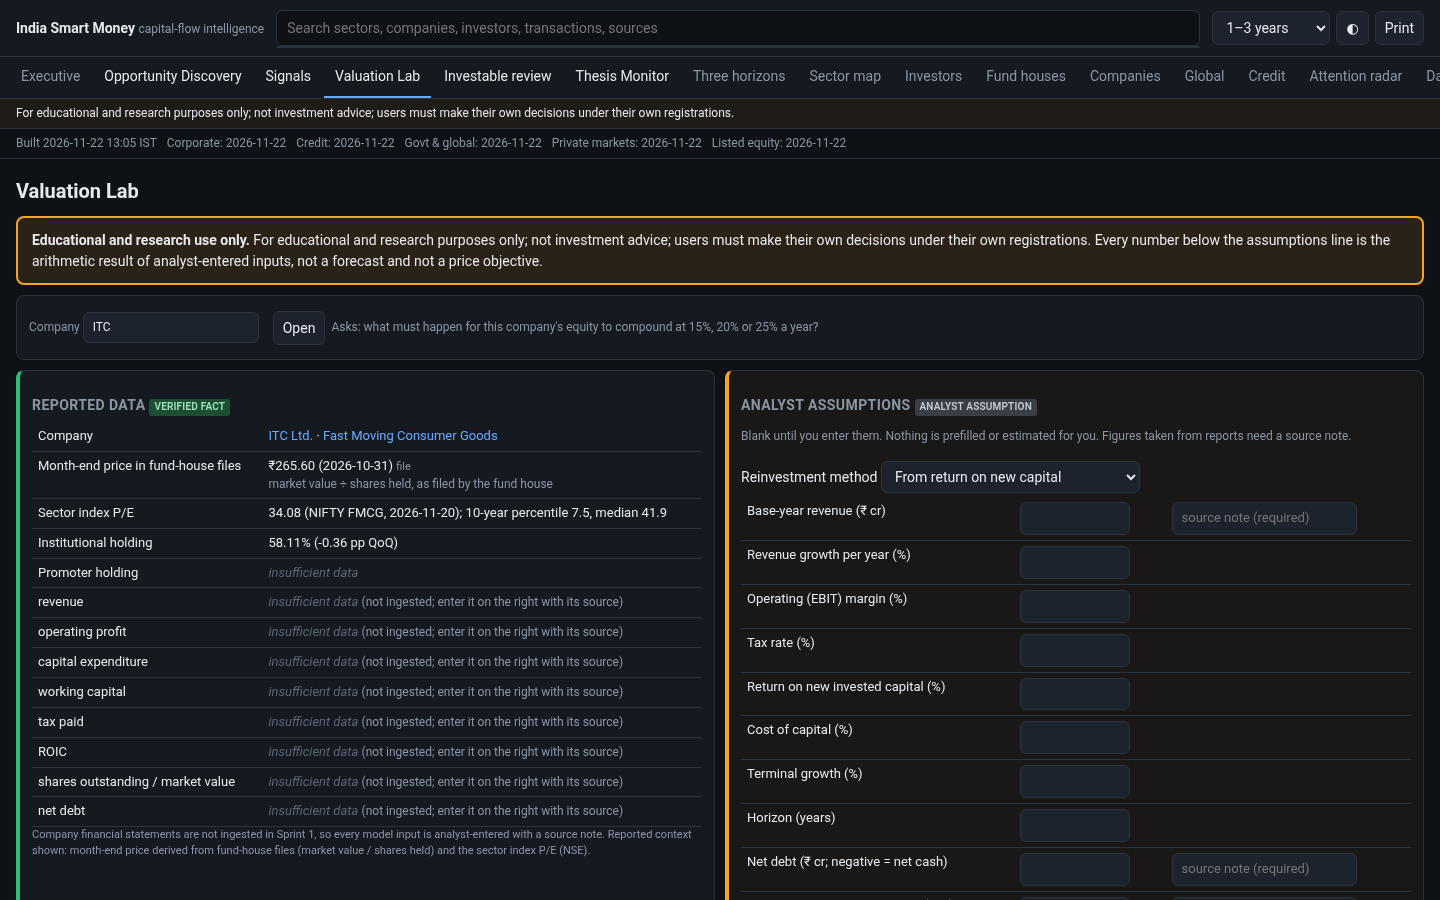 India Smart Money capital-flow intelligence
Search sectors, companies, investors, transactions, sources
1–3 years
Print
Executive
Opportunity Discovery
Signals
Valuation Lab
Investable review
Thesis Monitor
Three horizons
Sector map
Investors
Fund houses
Companies
Global
Credit
Attention radar
For educational and research purposes only; not investment advice; users must make their own decisions under their own registrations.
Built 2026-11-22 13:05 IST Corporate: 2026-11-22 Credit: 2026-11-22 Govt & global: 2026-11-22 Private markets: 2026-11-22 Listed equity: 2026-11-22
Valuation Lab
Educational and research use only. For educational and research purposes only; not investment advice; users must make their own decisions under their own registrations. Every number below the assumptions line is the
arithmetic result of analyst-entered inputs, not a forecast and not a price objective.
Company ITC Open Asks: what must happen for this company's equity to compound at 15%, 20% or 25% a year?
REPORTED DATA VERIFIED FACT
Company ITC Ltd. · Fast Moving Consumer Goods
Month-end price in fund-house files ₹265.60 (2026-10-31) file
market value ÷ shares held, as filed by the fund house
Sector index P/E 34.08 (NIFTY FMCG, 2026-11-20); 10-year percentile 7.5, median 41.9
Institutional holding 58.11% (-0.36 pp QoQ)
Promoter holding insufficient data
revenue insufficient data (not ingested; enter it on the right with its source)
operating profit insufficient data (not ingested; enter it on the right with its source)
capital expenditure insufficient data (not ingested; enter it on the right with its source)
working capital insufficient data (not ingested; enter it on the right with its source)
tax paid insufficient data (not ingested; enter it on the right with its source)
ROIC insufficient data (not ingested; enter it on the right with its source)
shares outstanding / market value insufficient data (not ingested; enter it on the right with its source)
net debt insufficient data (not ingested; enter it on the right with its source)
Company financial statements are not ingested in Sprint 1, so every model input is analyst-entered with a source note. Reported context
shown: month-end price derived from fund-house files (market value / shares held) and the sector index P/E (NSE).
ANALYST ASSUMPTIONS ANALYST ASSUMPTION
Blank until you enter them. Nothing is prefilled or estimated for you. Figures taken from reports need a source note.
Reinvestment method From return on new capital
Base-year revenue (₹ cr) source note (required)
Revenue growth per year (%)
Operating (EBIT) margin (%)
Tax rate (%)
Return on new invested capital (%)
Cost of capital (%)
Terminal growth (%)
Horizon (years)
Net debt (₹ cr; negative = net cash) source note (required)